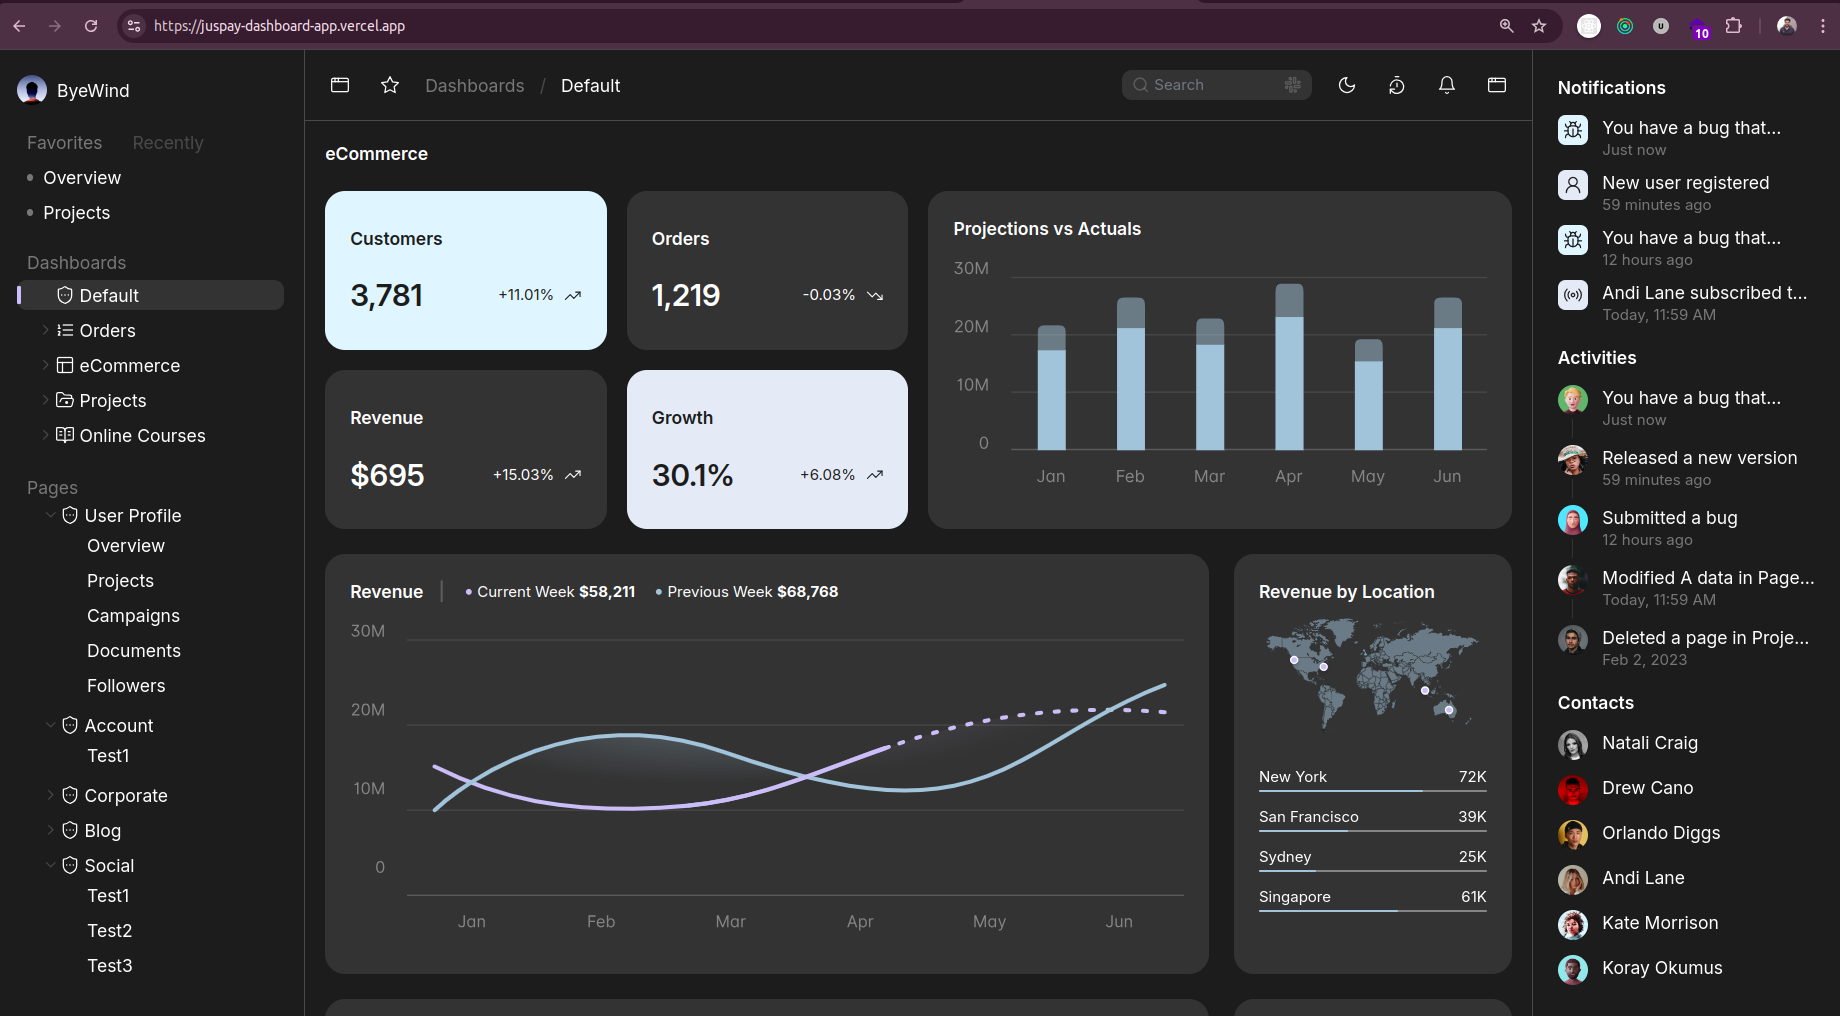 https://juspay-dashboard-app.vercel.app
U
10
ByeWind
Favorites Recently
Overview
Projects
Dashboards
Default
Orders
eCommerce
Projects
Online Courses
Pages
User Profile
Overview
Projects
Campaigns
Documents
Followers
Account
Test1
Corporate
Blog
Social
Test1
Test2
Test3
Dashboards / Default
Search
eCommerce
Customers
3,781 +11.01%
Orders
1,219 -0.03%
Revenue
$695 +15.03%
Growth
30.1% +6.08%
Projections vs Actuals
30M
20M
10M
0
Jan Feb Mar Apr May Jun
Revenue | • Current Week $58,211 • Previous Week $68,768
30M
20M
10M
0
Jan Feb Mar Apr May Jun
Revenue by Location
New York 72K
San Francisco 39K
Sydney 25K
Singapore 61K
Notifications
You have a bug that...
Just now
New user registered
59 minutes ago
You have a bug that...
12 hours ago
Andi Lane subscribed t...
Today, 11:59 AM
Activities
You have a bug that...
Just now
Released a new version
59 minutes ago
Submitted a bug
12 hours ago
Modified A data in Page...
Today, 11:59 AM
Deleted a page in Proje...
Feb 2, 2023
Contacts
Natali Craig
Drew Cano
Orlando Diggs
Andi Lane
Kate Morrison
Koray Okumus